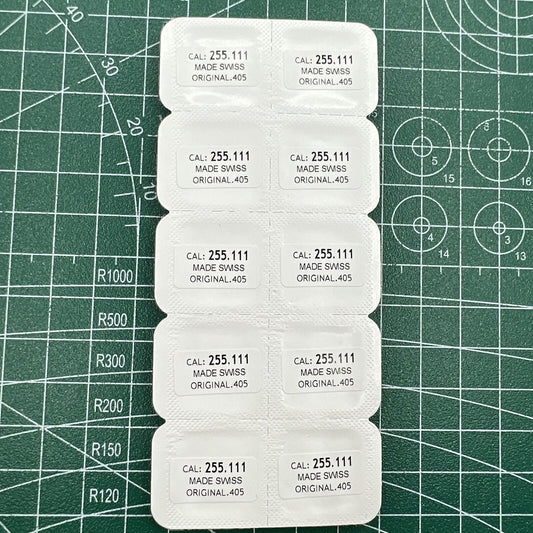 CAL: 255.111
MADE SWISS
ORIGINAL.405
CAL: 255.111
MADE SWISS
ORIGINAL.405
CAL: 255.111
MADE SWISS
ORIGINAL.405
CAL: 255.111
MADE SWISS
ORIGINAL.405
CAL: 255.111
MADE SWISS
ORIGINAL.405
CAL: 255.111
MADE SWISS
ORIGINAL.405
CAL: 255.111
MADE SWISS
ORIGINAL.405
CAL: 255.111
MADE SWISS
ORIGINAL.405
CAL: 255.111
MADE SWISS
ORIGINAL.405
CAL: 255.111
MADE SWISS
ORIGINAL.405
40
30
20
10
R1000
R500
R300
R200
R150
R120
5
15
6
16
4
14
3
13